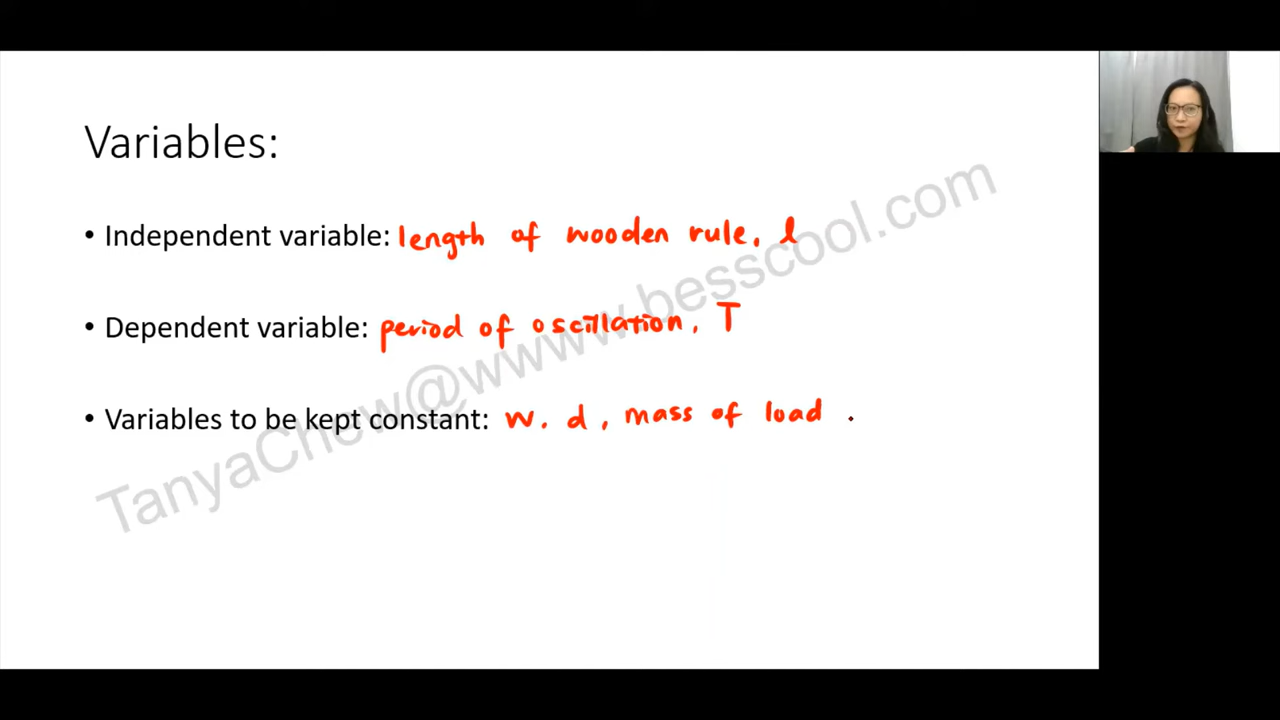 Variables:
• Independent variable: length of wooden rule, l
• Dependent variable: period of oscillation, T
• Variables to be kept constant: w, d, mass of load
TanyaChow@wwww.besscool.com